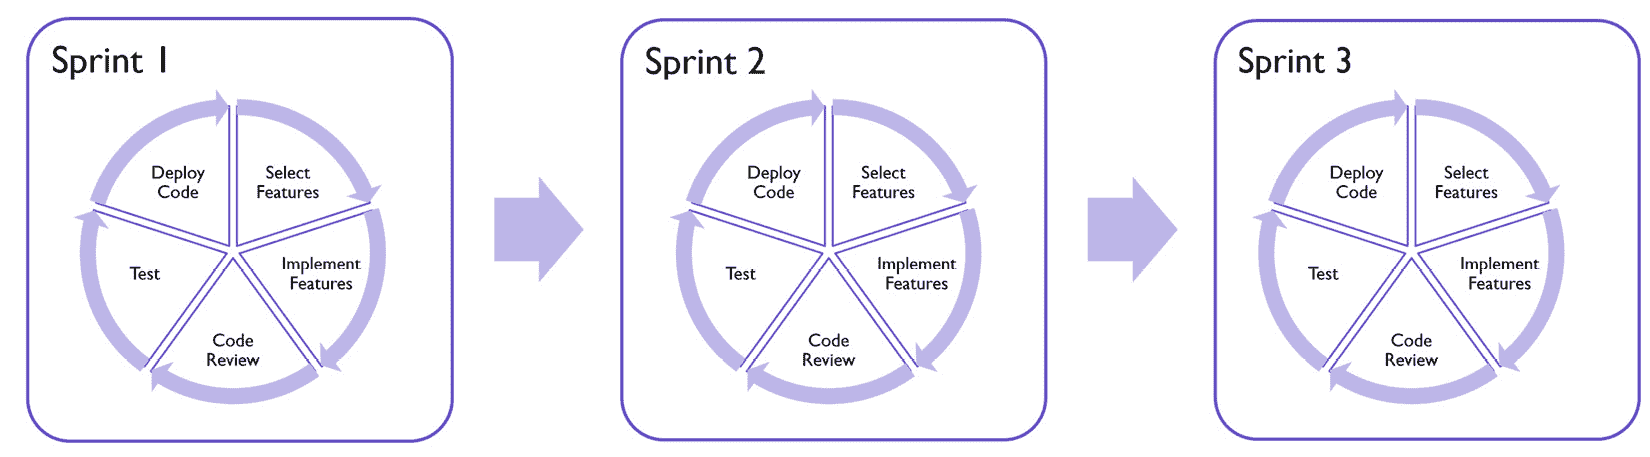 Sprint 1
Deploy
Code
Select
Features
Test
Implement
Features
Code
Review
Sprint 2
Deploy
Code
Select
Features
Test
Implement
Features
Code
Review
Sprint 3
Deploy
Code
Select
Features
Test
Implement
Features
Code
Review